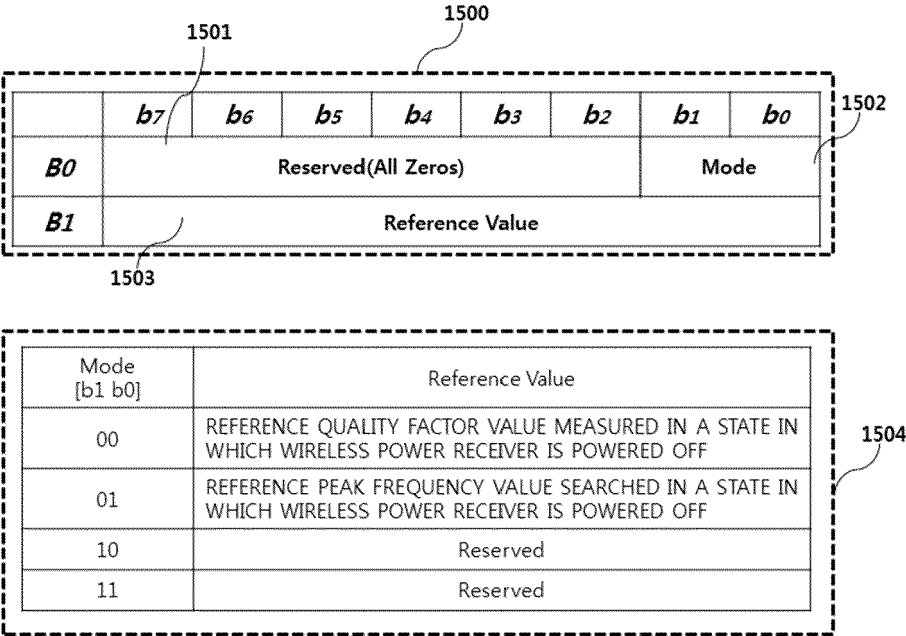 1500
1501
b7 b6 b5 b4 b3 b2 b1 b0
1502
B0 Reserved(All Zeros) Mode
B1 Reference Value
1503
Mode
[b1 b0]
Reference Value
00
REFERENCE QUALITY FACTOR VALUE MEASURED IN A STATE IN
WHICH WIRELESS POWER RECEIVER IS POWERED OFF
1504
01
REFERENCE PEAK FREQUENCY VALUE SEARCHED IN A STATE IN
WHICH WIRELESS POWER RECEIVER IS POWERED OFF
10 Reserved
11 Reserved